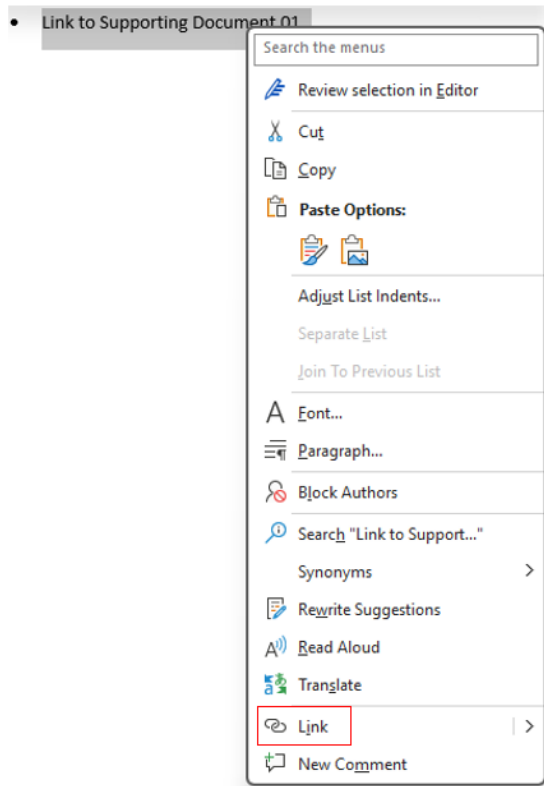 • Link to Supporting Document 01
Search the menus
Review selection in Editor
Cut
Copy
Paste Options:
Adjust List Indents...
Separate List
Join To Previous List
Font...
Paragraph...
Block Authors
Search "Link to Support..."
Synonyms
Rewrite Suggestions
Read Aloud
Translate
Link
New Comment